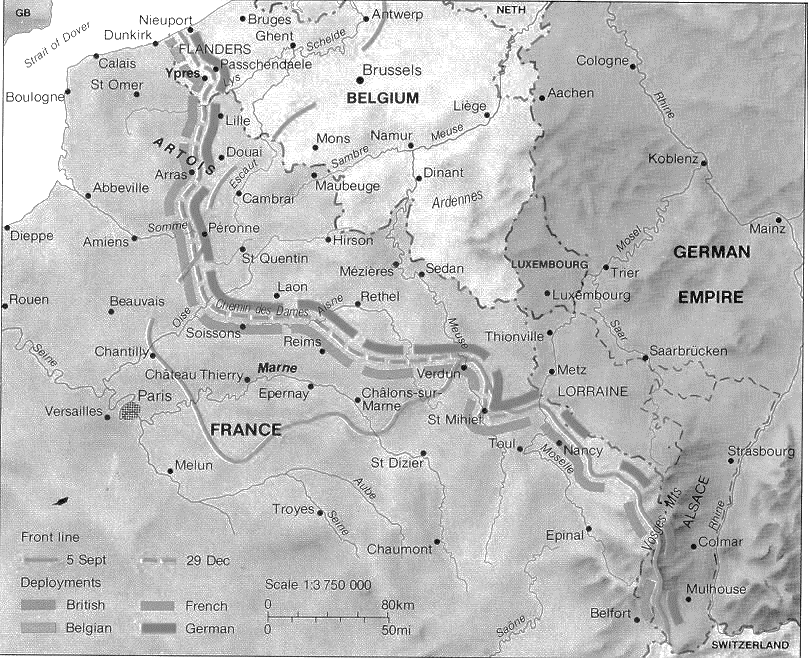 GB
NETH
Strait of Dover
Nieuport
Dunkirk
Bruges
Ghent
Antwerp
Schelde
FLANDERS
Calais
Ypres
Passchendaele
Lys
Brussels
Cologne
St Omer
BELGIUM
Aachen
Boulogne
Liège
Rhine
Lille
Mons
Namur
Meuse
ARTOIS
Douai
Sambre
Koblenz
Arras
Escaut
Maubeuge
Dinant
Abbeville
Cambrai
Ardennes
Dieppe
Somme
Péronne
Mosel
Mainz
Amiens
Hirson
GERMAN
St Quentin
LUXEMBOURG
Mézières
Sedan
Trier
Rouen
Laon
Luxembourg
EMPIRE
Beauvais
Chemin des Dames
Aisne
Rethel
Oise
Soissons
Meuse
Thionville
Saar
Seine
Chantilly
Reims
Saarbrücken
Château Thierry
Marne
Verdun
Metz
Paris
Epernay
Châlons-sur-
Marne
LORRAINE
Versailles
FRANCE
St Mihiel
Toul
Nancy
Strasbourg
Melun
St Dizier
Moselle
Aube
Vosges Mts
ALSACE
Rhine
Troyes
Seine
Epinal
Colmar
Chaumont
Front line
5 Sept
29 Dec
Deployments
Scale 1:3 750 000
Mulhouse
British
French
0
80km
Belfort
Belgian
German
0
50mi
Saône
SWITZERLAND